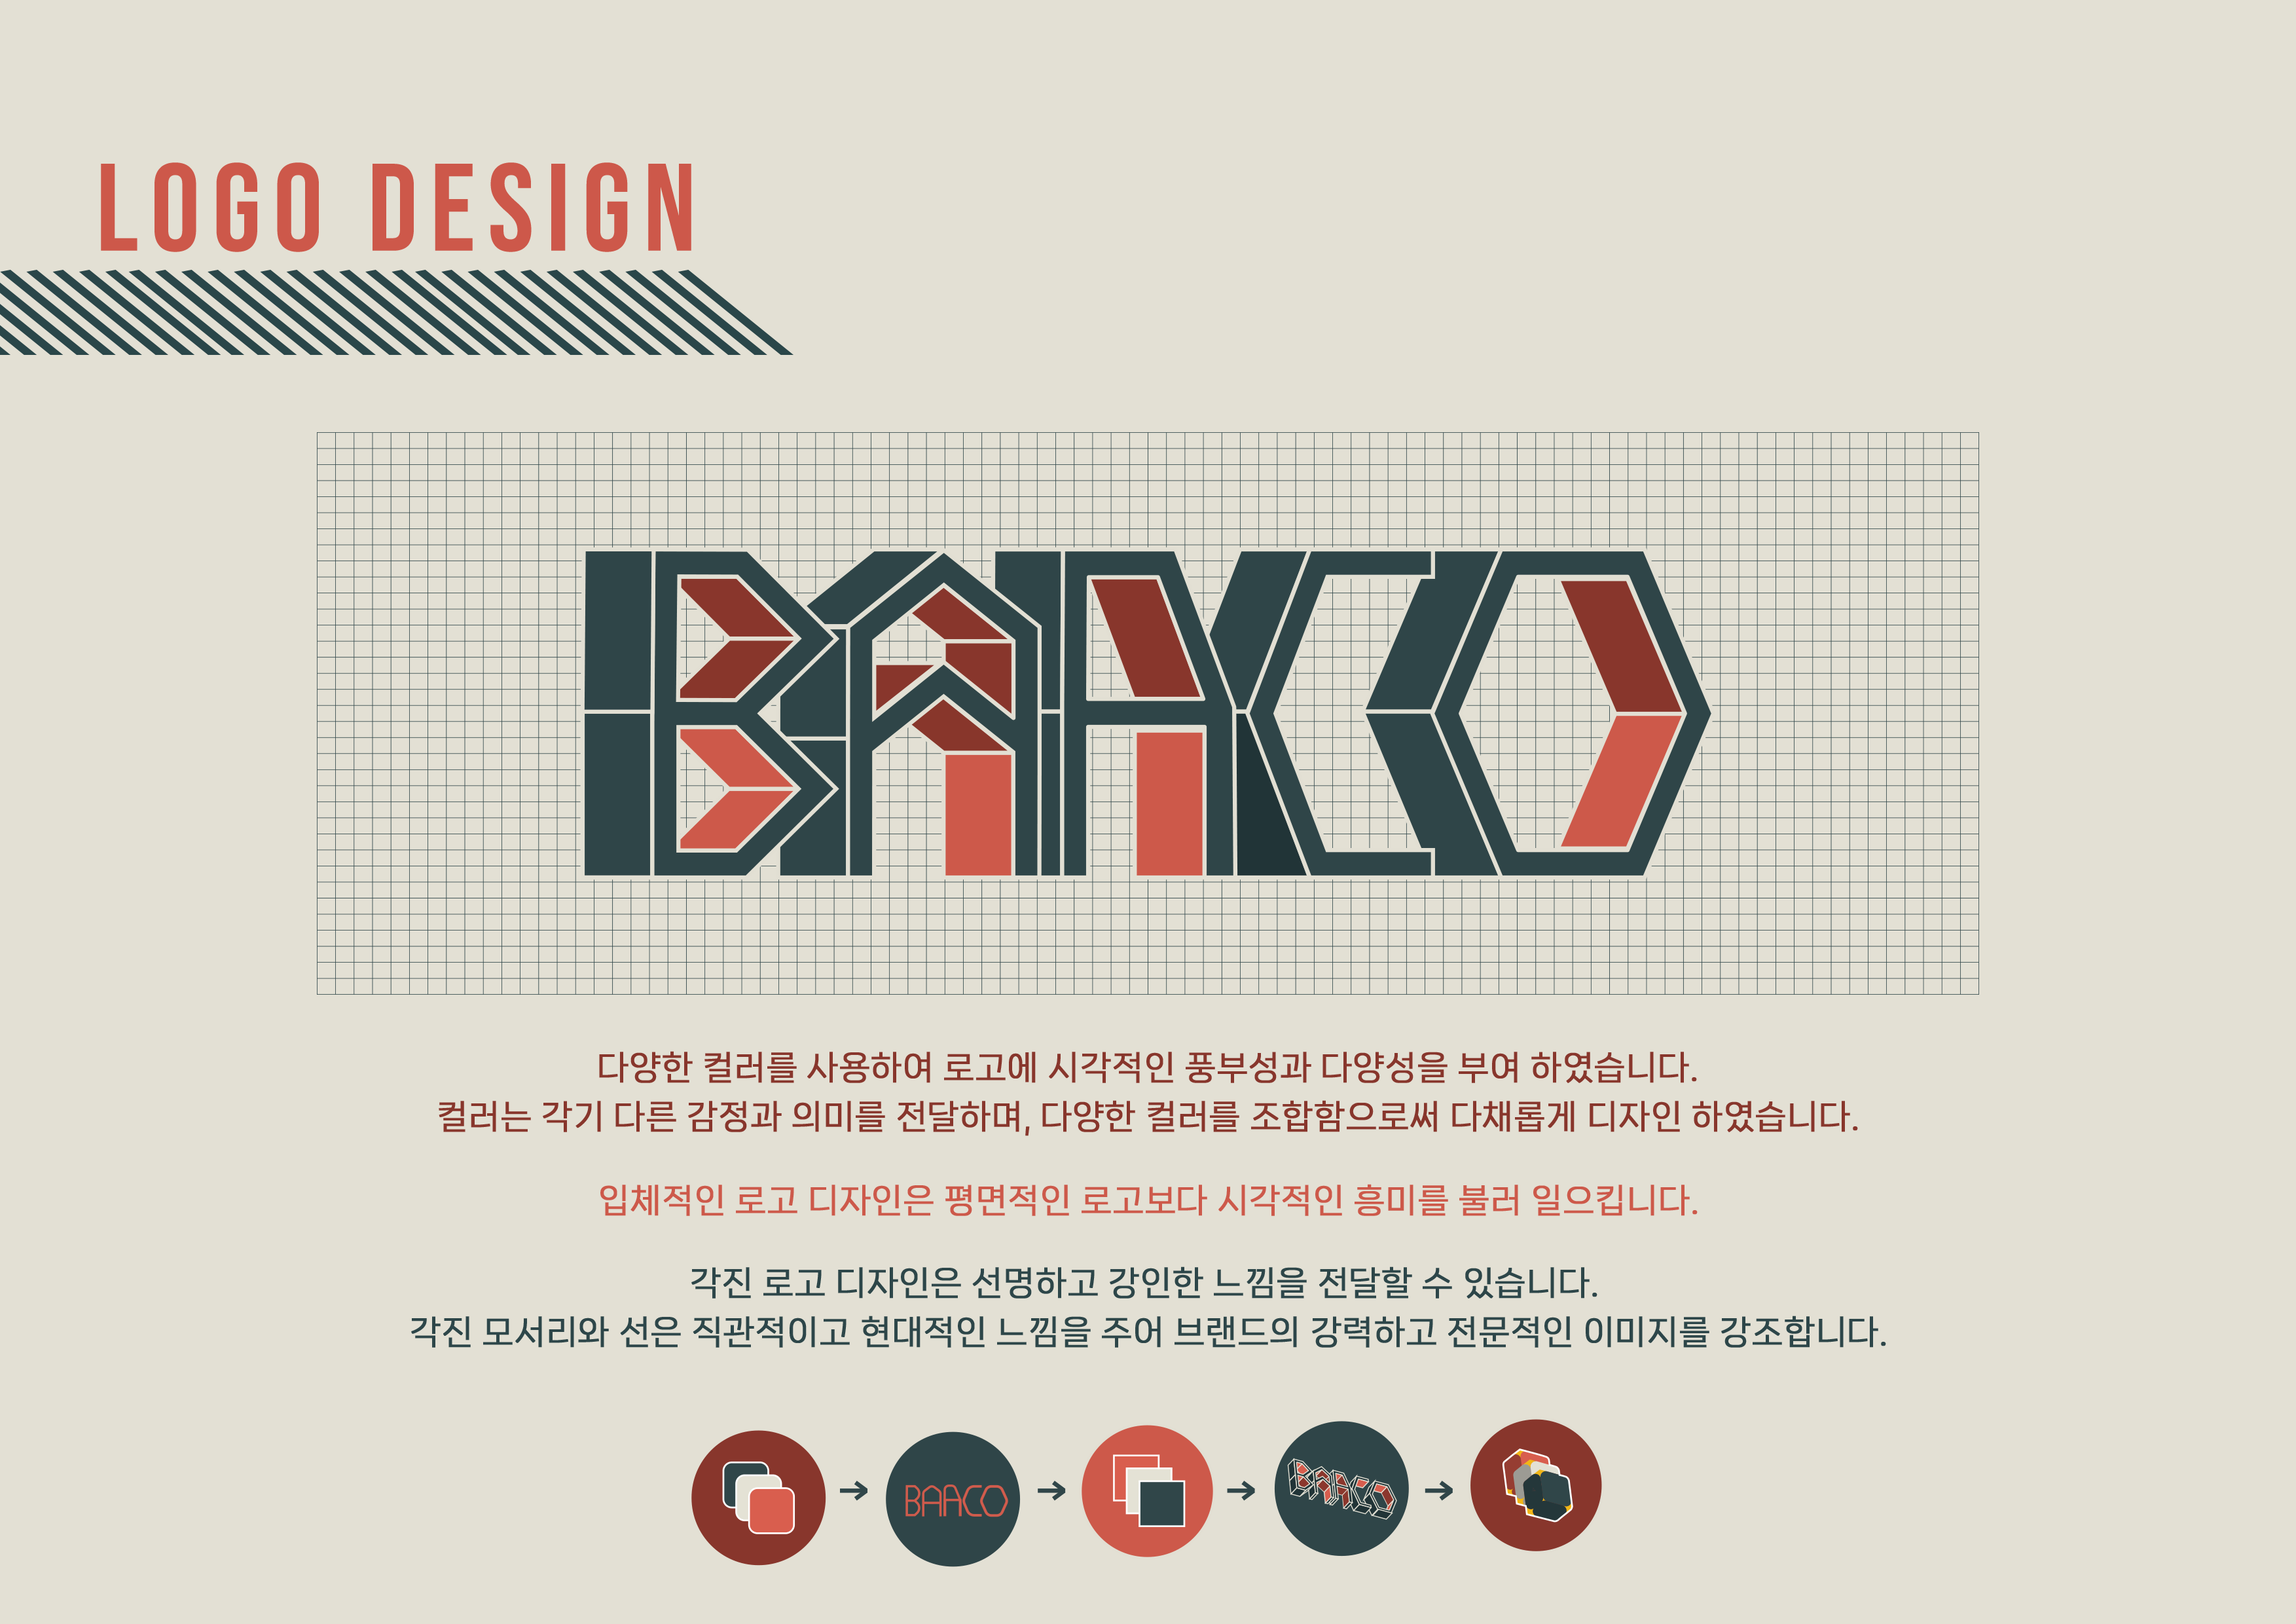 LOGO DESIGN
BAACO
다양한 컬러를 사용하여 로고에 시각적인 풍부성과 다양성을 부여 하였습니다.
컬러는 각기 다른 감정과 의미를 전달하며, 다양한 컬러를 조합함으로써 다채롭게 디자인 하였습니다.
입체적인 로고 디자인은 평면적인 로고보다 시각적인 흥미를 불러 일으킵니다.
각진 로고 디자인은 선명하고 강인한 느낌을 전달할 수 있습니다.
각진 모서리와 선은 직관적이고 현대적인 느낌을 주어 브랜드의 강력하고 전문적인 이미지를 강조합니다.
BAACO
BAACO